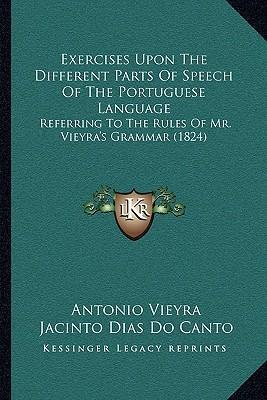 Exercises Upon The
Different Parts Of Speech
Of The Portuguese
Language
Referring To The Rules Of Mr.
Vieyra's Grammar (1824)
LKR
Antonio Vieyra
Jacinto Dias Do Canto
Kessinger Legacy Reprints